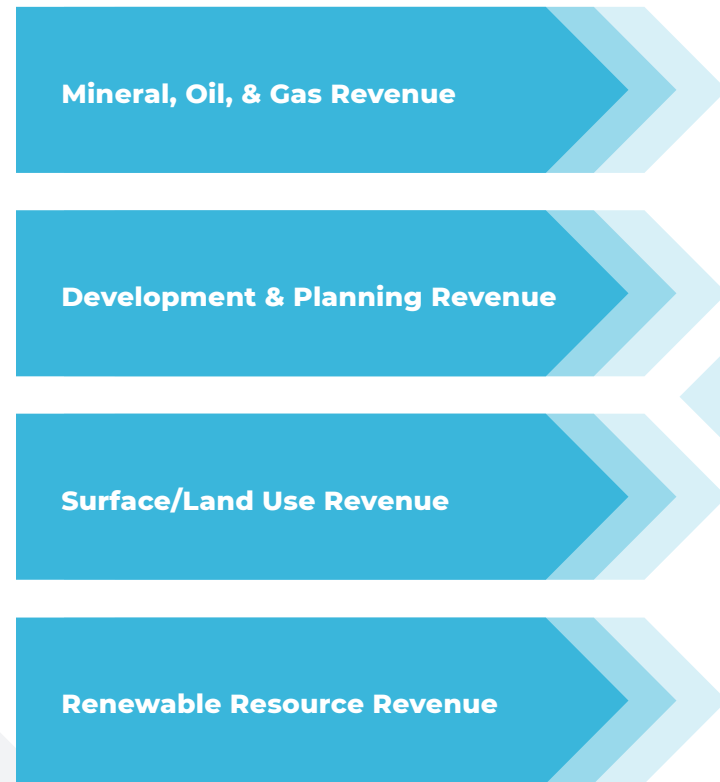 Mineral, Oil, & Gas Revenue
Development & Planning Revenue
Surface/Land Use Revenue
Renewable Resource Revenue